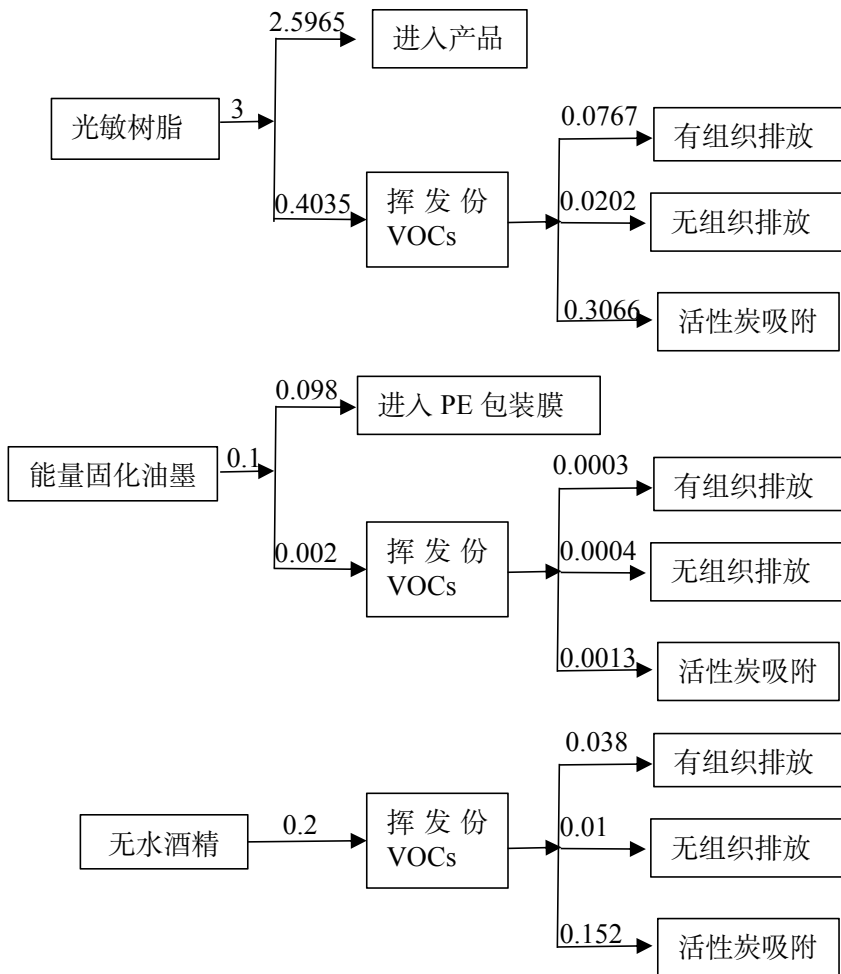 2.5965
进入产品
光敏树脂
3
0.0767
有组织排放
0.4035
挥发份
VOCs
0.0202
无组织排放
0.3066
活性炭吸附
0.098
进入 PE 包装膜
能量固化油墨
0.1
0.0003
有组织排放
0.002
挥发份
VOCs
0.0004
无组织排放
0.0013
活性炭吸附
0.038
有组织排放
无水酒精
0.2
挥发份
VOCs
0.01
无组织排放
0.152
活性炭吸附